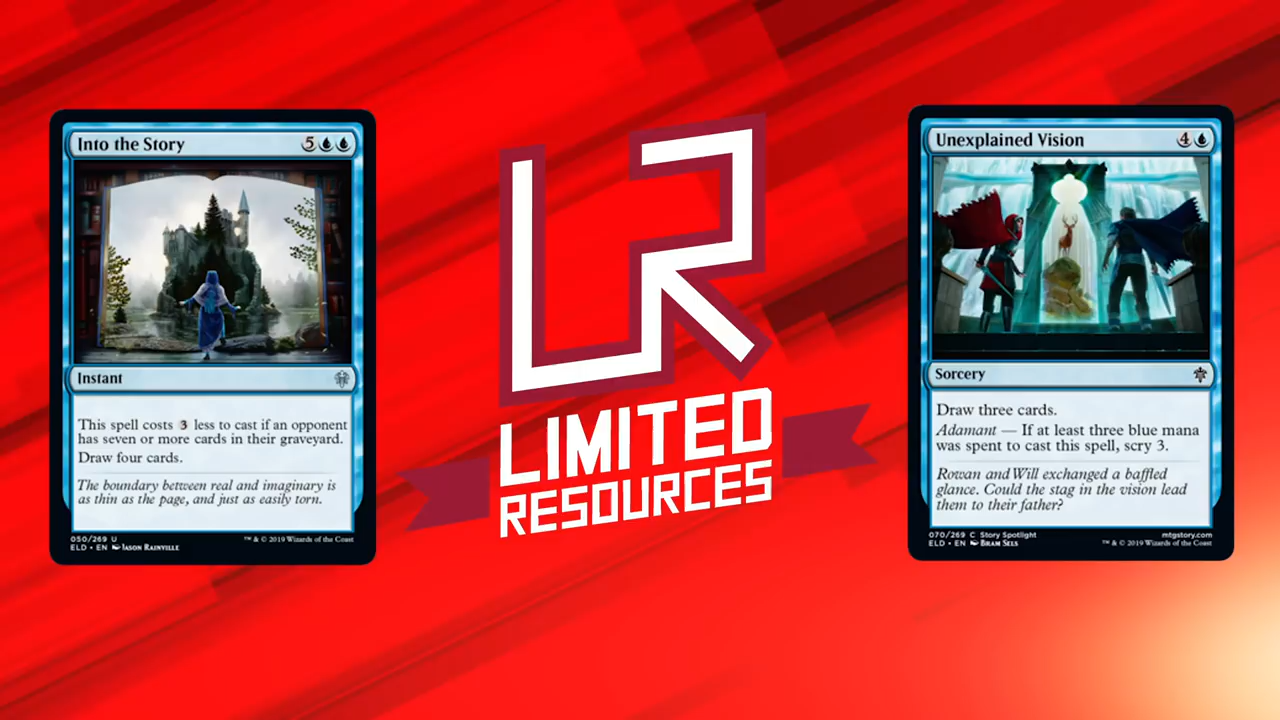 Into the Story 5
Instant
This spell costs 3 less to cast if an opponent
has seven or more cards in their graveyard.
Draw four cards.
The boundary between real and imaginary is
as thin as the page, and just as easily torn.
050/269 U
ELD • EN JASON RAINVILLE
™ & © 2019 Wizards of the Coast
LR
LIMITED
RESOURCES
Unexplained Vision 4
Sorcery
Draw three cards.
Adamant — If at least three blue mana
was spent to cast this spell, scry 3.
Rowan and Will exchanged a baffled
glance. Could the stag in the vision lead
them to their father?
070/269 C Story Spotlight mtgstory.com
ELD • EN BRAM SELS ™ & © 2019 Wizards of the Coast